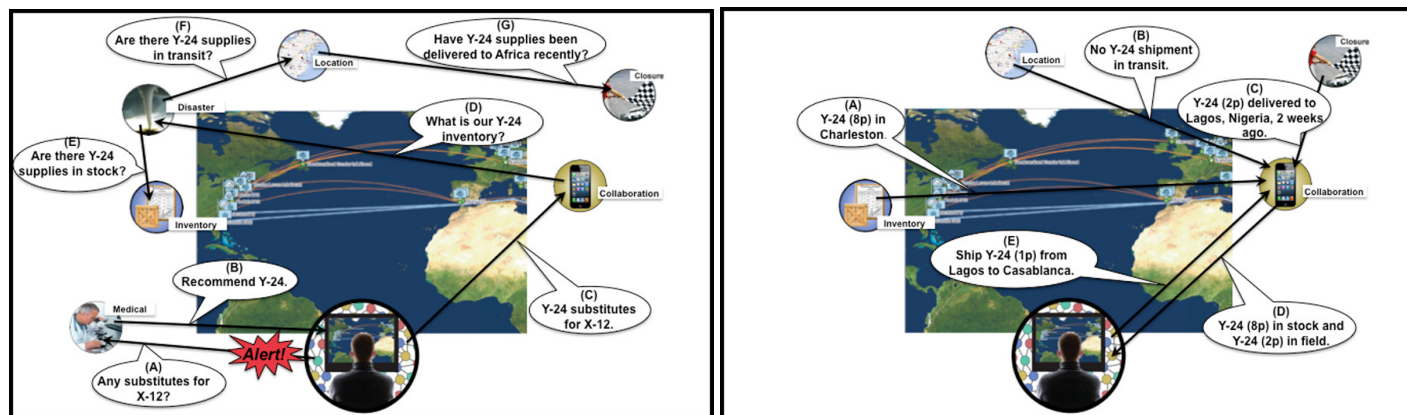 (F)
Are there Y-24 supplies
in transit?
(G)
Have Y-24 supplies been
delivered to Africa recently?
Location
Closure
Disaster
(D)
What is our Y-24
inventory?
(E)
Are there Y-24
supplies in stock?
Collaboration
Inventory
(B)
Recommend Y-24.
Medical
(C)
Y-24 substitutes
for X-12.
Alert!
(A)
Any substitutes for
X-12?
(B)
No Y-24 shipment
in transit.
Location
Closure
(A)
Y-24 (8p) in
Charleston.
(C)
Y-24 (2p) delivered to
Lagos, Nigeria, 2 weeks
ago.
Collaboration
Inventory
(E)
Ship Y-24 (1p) from
Lagos to Casablanca.
(D)
Y-24 (8p) in stock and
Y-24 (2p) in field.